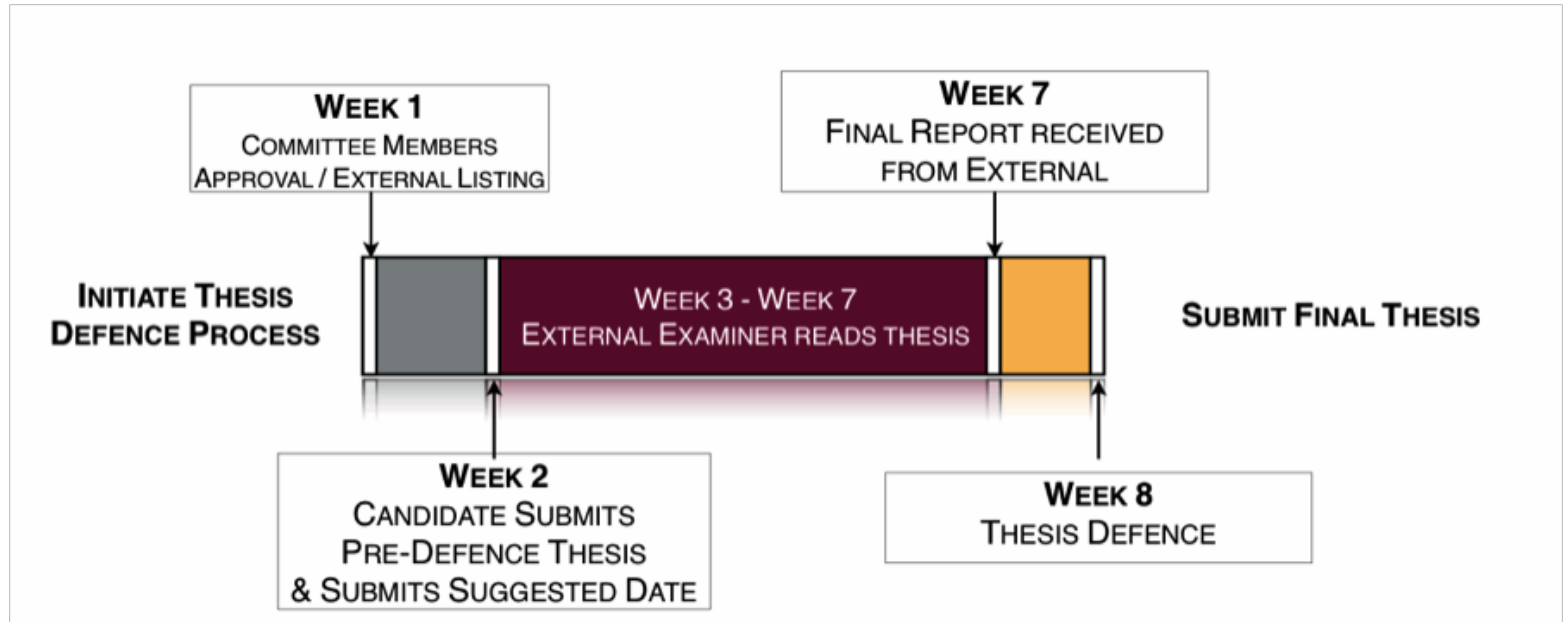 WEEK 1
COMMITTEE MEMBERS
APPROVAL / EXTERNAL LISTING
WEEK 7
FINAL REPORT RECEIVED
FROM EXTERNAL
INITIATE THESIS
DEFENCE PROCESS
WEEK 3 - WEEK 7
EXTERNAL EXAMINER READS THESIS
SUBMIT FINAL THESIS
WEEK 2
CANDIDATE SUBMITS
PRE-DEFENCE THESIS
& SUBMITS SUGGESTED DATE
WEEK 8
THESIS DEFENCE